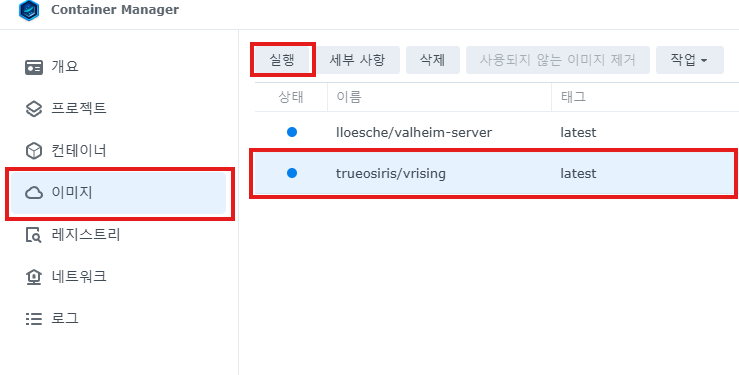 Container Manager
개요
프로젝트
컨테이너
이미지
레지스트리
네트워크
로그
실행 세부 사항 삭제 사용되지 않는 이미지 제거 작업
상태 이름 태그
lloesche/valheim-server latest
trueosiris/vrising latest